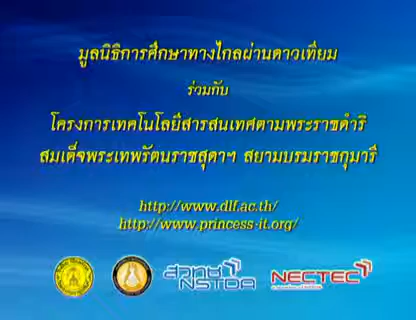 มูลนิธิการศึกษาทางไกลผ่านดาวเทียม
ร่วมกับ
โครงการเทคโนโลยีสารสนเทศตามพระราชดำริ
สมเด็จพระเทพรัตนราชสุดาฯ สยามบรมราชกุมารี
http://www.dlf.ac.th/
http://www.princess-it.org/
สวทช
NSTDA
NECTEC